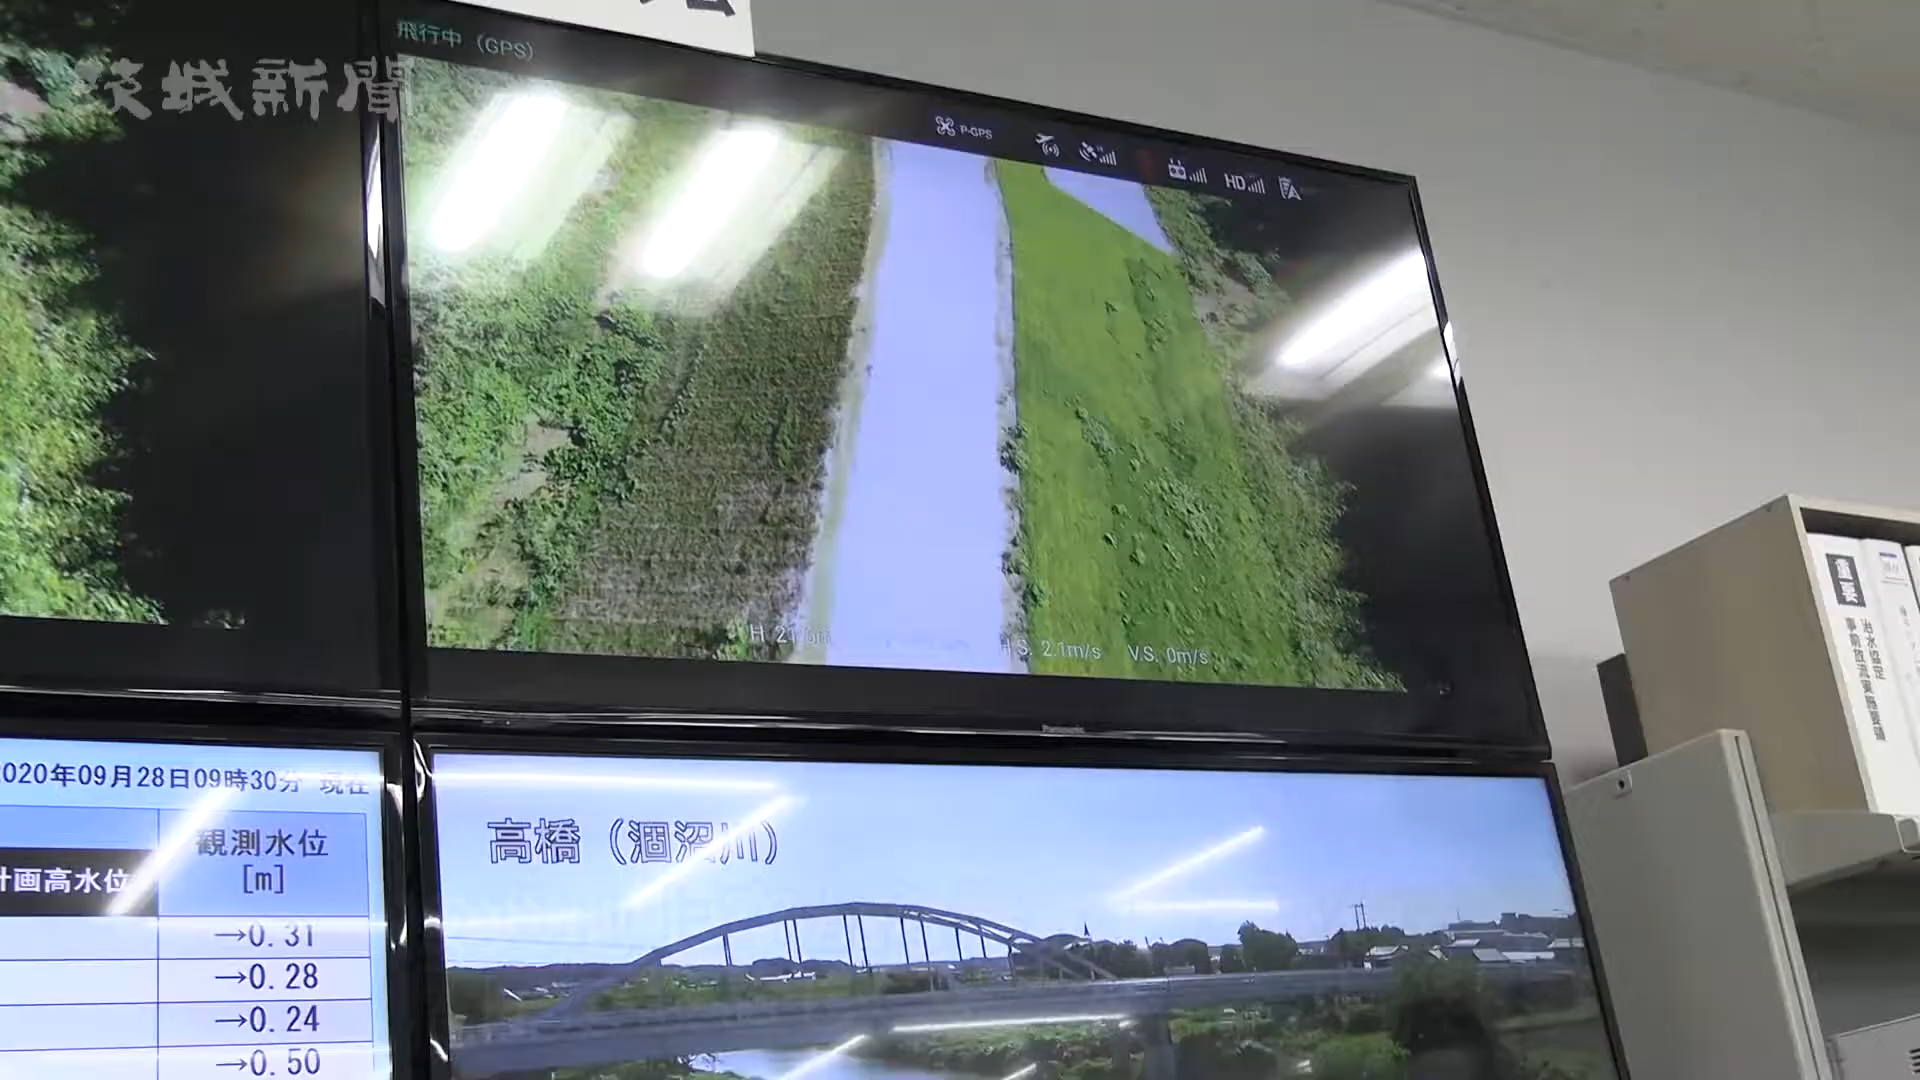 飛行中（GPS）
茨城新聞
P-GPS
HD
H.S. 2.1m/s V.S. 0m/s
Panasonic
2020年09月28日09時30分 現在
計画高水位
観測水位
[m]
→0.31
→0.28
→0.24
→0.50
高橋（涸沼川）
重要
治水協定
事前放流実施要領